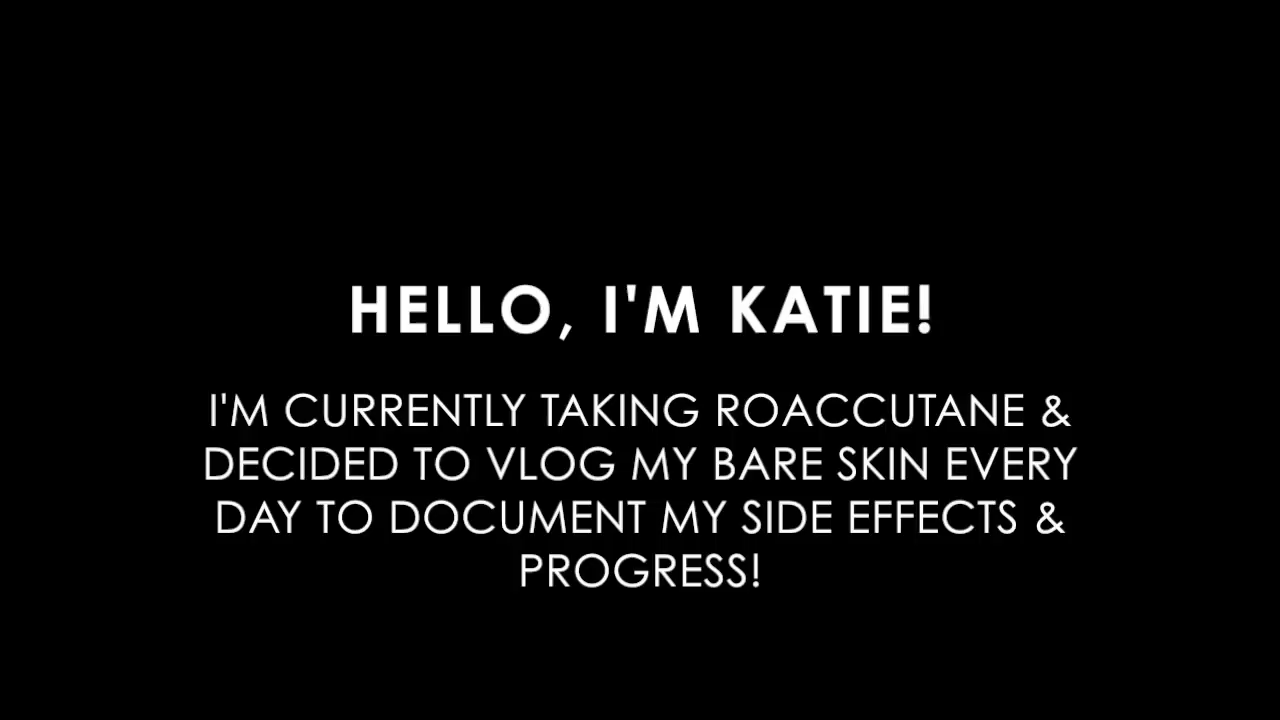 HELLO, I'M KATIE!
I'M CURRENTLY TAKING ROACCUTANE &
DECIDED TO VLOG MY BARE SKIN EVERY
DAY TO DOCUMENT MY SIDE EFFECTS &
PROGRESS!